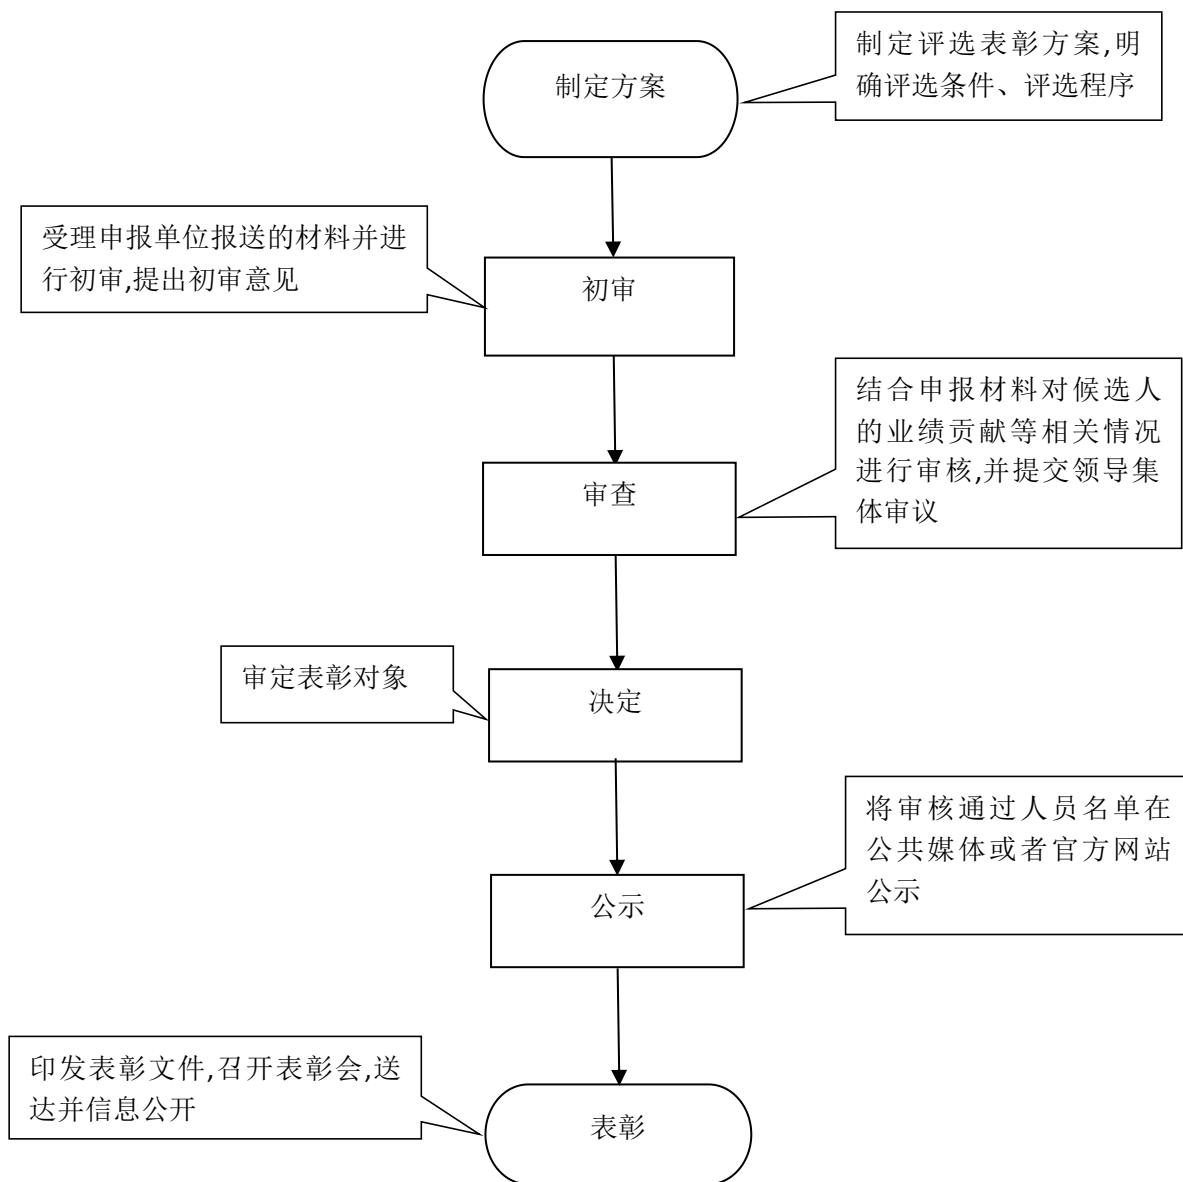 制定方案
制定评选表彰方案,明
确评选条件、评选程序
受理申报单位报送的材料并进
行初审,提出初审意见
初审
结合申报材料对候选人
的业绩贡献等相关情况
进行审核,并提交领导集
体审议
审查
审定表彰对象
决定
将审核通过人员名单在
公共媒体或者官方网站
公示
公示
印发表彰文件,召开表彰会,送
达并信息公开
表彰